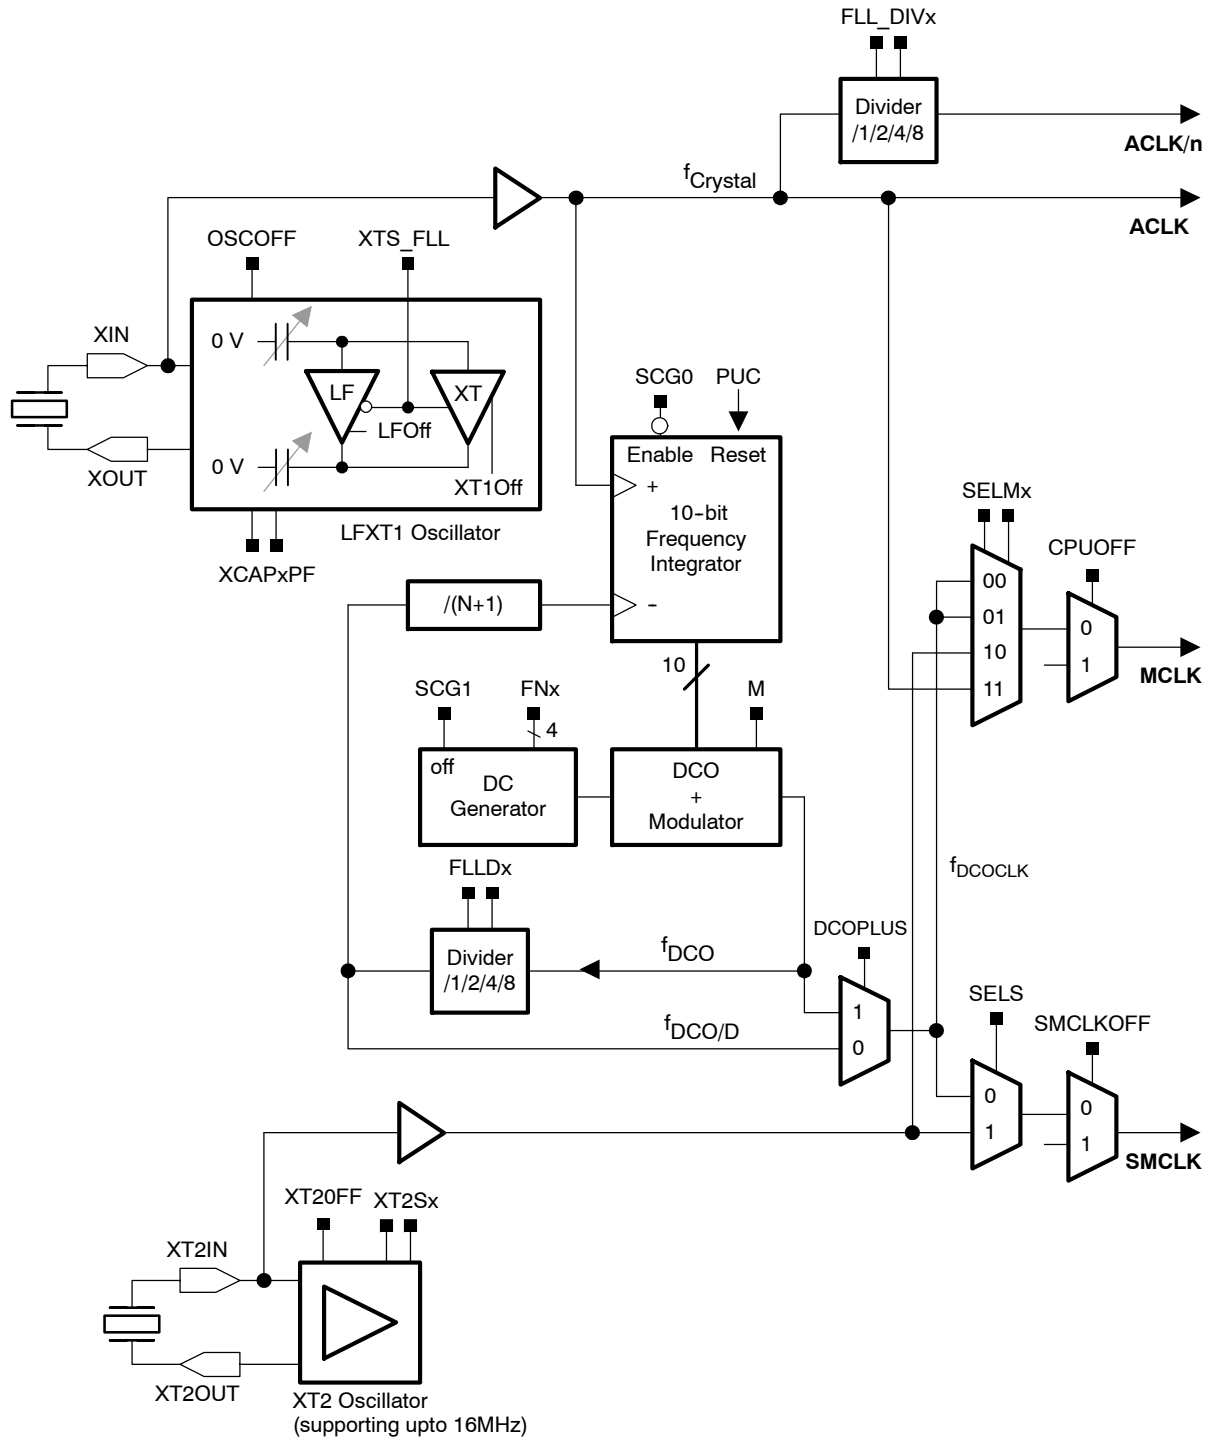 FLL_DIVx
Divider
/1/2/4/8
ACLK/n
fCrystal
ACLK
OSCOFF
XTS_FLL
0 V
XIN
LF
XT
LFOff
0 V
XOUT
XT1Off
LFXT1 Oscillator
XCAPxPF
SCG0
PUC
Enable
Reset
+
10-bit
Frequency
Integrator
/(N+1)
-
SELMx
CPUOFF
00
01
10
11
0
1
MCLK
10
SCG1
FNx
4
M
off
DC
Generator
DCO
+
Modulator
fDCOCLK
FLLDx
Divider
/1/2/4/8
fDCO
DCOPLUS
1
0
fDCO/D
SELS
SMCLKOFF
0
1
0
1
SMCLK
XT20FF
XT2Sx
XT2IN
XT2OUT
XT2 Oscillator
(supporting upto 16MHz)